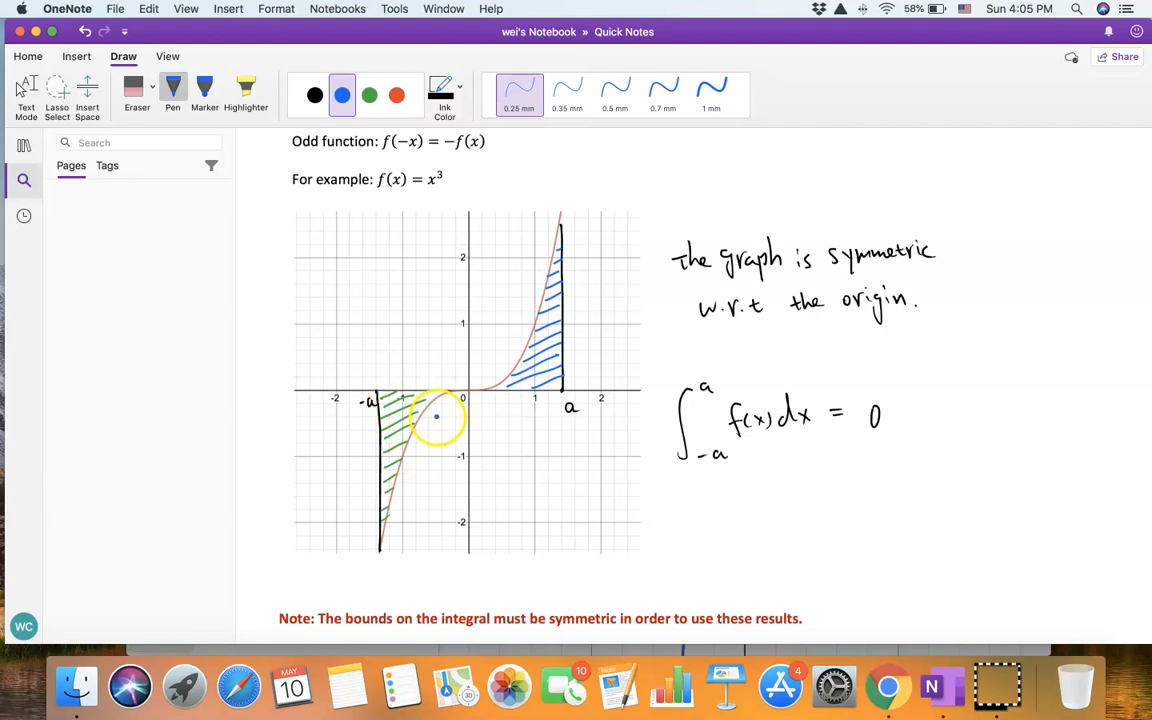 OneNote File Edit View Insert Format Notebooks Tools Window Help 58% Sun 4:05 PM
wei's Notebook » Quick Notes
Home Insert Draw View Share
Text Mode Lasso Select Insert Space Eraser Pen Marker Highlighter Ink Color 0.25 mm 0.35 mm 0.5 mm 0.7 mm 1 mm
Search
Pages Tags
Odd function: f(-x) = -f(x)
For example: f(x) = x³
2
1
-2 -1 0 1 2
-a a
-1
-2
The graph is symmetric
w.r.t the origin.
∫_{-a}^{a} f(x) dx = 0
Note: The bounds on the integral must be symmetric in order to use these results.
WC
MAY 10
10
4
N